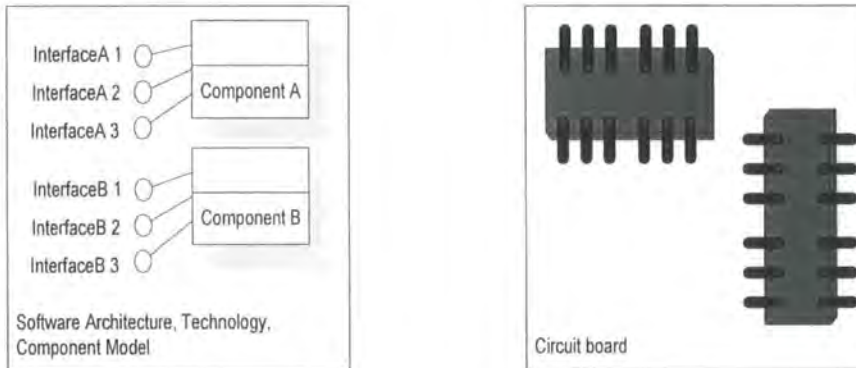 InterfaceA 1
InterfaceA 2
Component A
InterfaceA 3
InterfaceB 1
InterfaceB 2
Component B
InterfaceB 3
Software Architecture, Technology,
Component Model
Circuit board